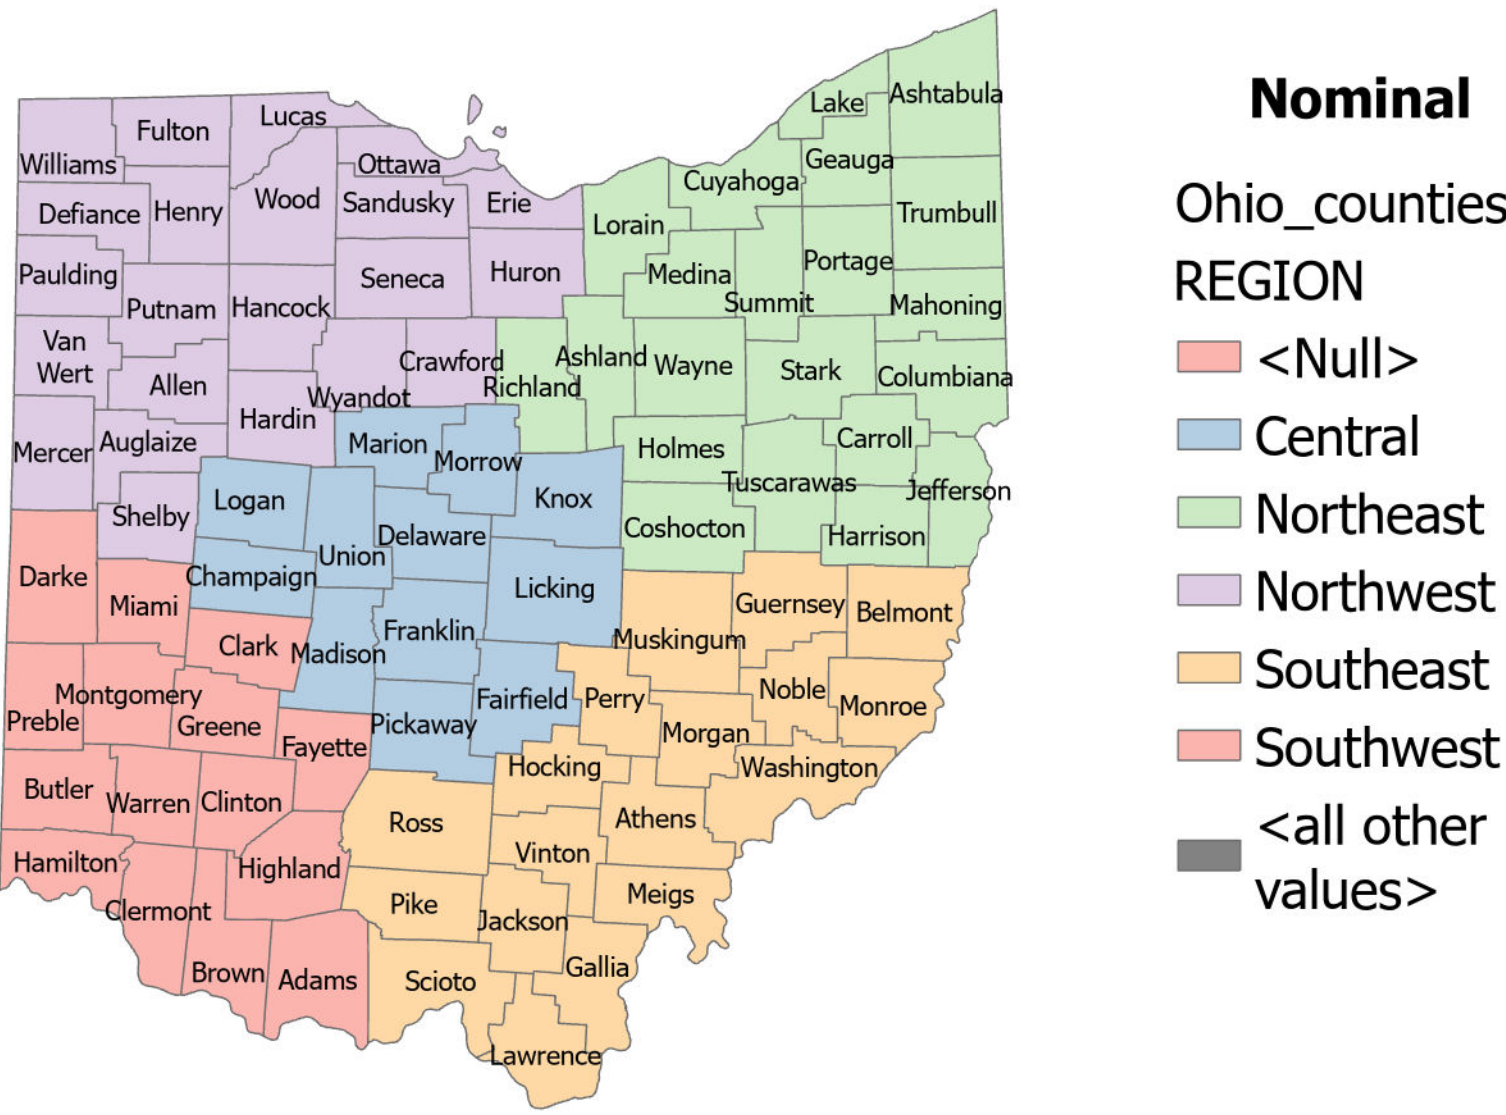 Nominal
Ohio_counties
REGION
<Null>
Central
Northeast
Northwest
Southeast
Southwest
<all other
values>
Lake
Ashtabula
Lucas
Fulton
Williams
Ottawa
Geauga
Cuyahoga
Defiance
Henry
Wood
Sandusky
Erie
Lorain
Trumbull
Paulding
Putnam
Hancock
Seneca
Huron
Medina
Summit
Portage
Mahoning
Van
Wert
Allen
Wyandot
Crawford
Richland
Ashland
Wayne
Stark
Columbiana
Hardin
Mercer
Auglaize
Marion
Morrow
Holmes
Carroll
Tuscarawas
Jefferson
Shelby
Logan
Union
Delaware
Knox
Coshocton
Harrison
Darke
Miami
Champaign
Licking
Guernsey
Belmont
Clark
Madison
Franklin
Muskingum
Preble
Montgomery
Greene
Fayette
Pickaway
Fairfield
Perry
Morgan
Noble
Monroe
Butler
Warren
Clinton
Hocking
Washington
Ross
Athens
Hamilton
Highland
Vinton
Clermont
Pike
Jackson
Meigs
Brown
Adams
Scioto
Gallia
Lawrence